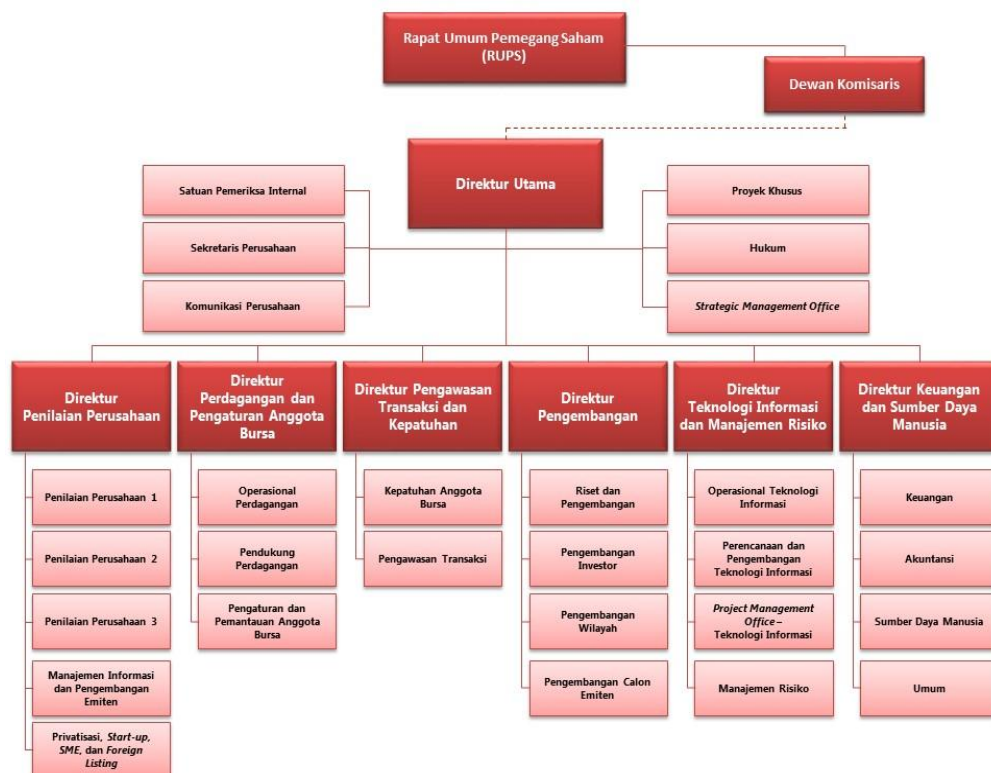 Rapat Umum Pemegang Saham
(RUPS)
Dewan Komisaris
Direktur Utama
Satuan Pemeriksa Internal
Sekretaris Perusahaan
Komunikasi Perusahaan
Proyek Khusus
Hukum
Strategic Management Office
Direktur
Penilaian Perusahaan
Penilaian Perusahaan 1
Penilaian Perusahaan 2
Penilaian Perusahaan 3
Manajemen Informasi
dan Pengembangan
Emiten
Privatisasi, Start-up,
SME, dan Foreign
Listing
Direktur
Perdagangan dan
Pengaturan Anggota
Bursa
Operasional
Perdagangan
Pendukung
Perdagangan
Pengaturan dan
Pemantauan Anggota
Bursa
Direktur Pengawasan
Transaksi dan
Kepatuhan
Kepatuhan Anggota
Bursa
Pengawasan Transaksi
Direktur
Pengembangan
Riset dan
Pengembangan
Pengembangan
Investor
Pengembangan
Wilayah
Pengembangan Calon
Emiten
Direktur
Teknologi Informasi
dan Manajemen Risiko
Operasional Teknologi
Informasi
Perencanaan dan
Pengembangan
Teknologi Informasi
Project Management
Office –
Teknologi Informasi
Manajemen Risiko
Direktur Keuangan
dan Sumber Daya
Manusia
Keuangan
Akuntansi
Sumber Daya Manusia
Umum